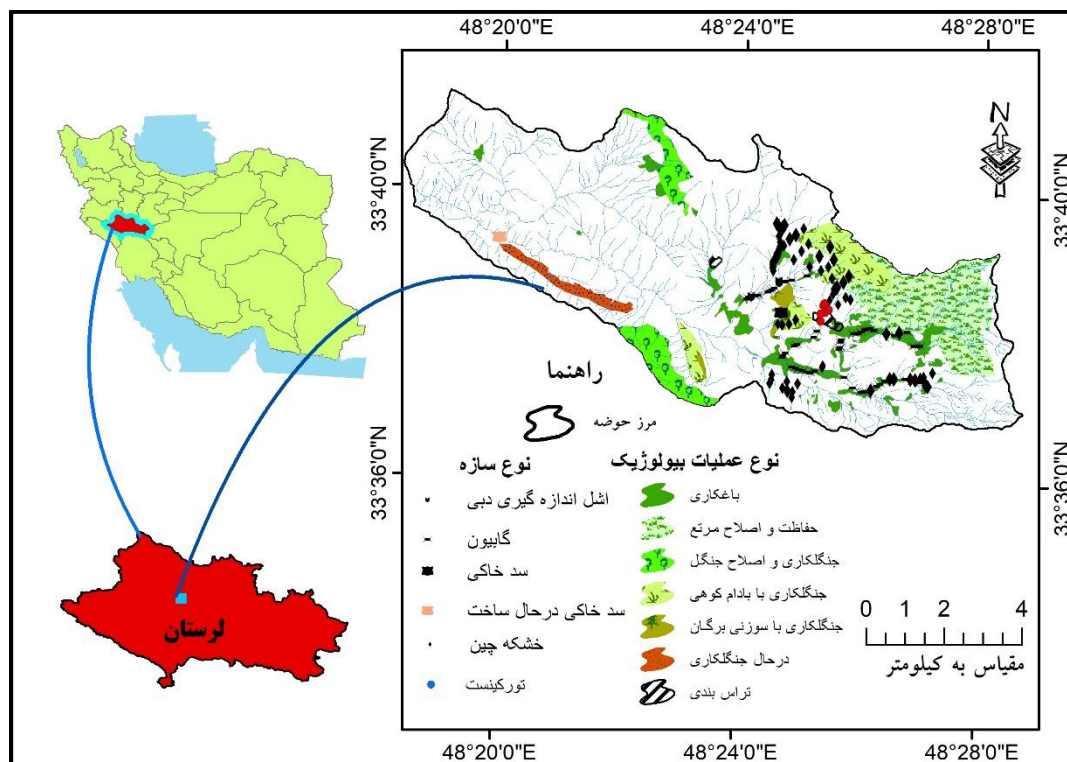 48°20'0"E 48°24'0"E 48°28'0"E
N
33°40'0"N
33°40'0"N
33°36'0"N
33°36'0"N
راهنما
مرز حوضه
نوع عملیات بیولوژیک
باغکاری
حفاظت و اصلاح مرتع
جنگلکاری و اصلاح جنگل
جنگلکاری با بادام کوهی
جنگلکاری با سوزنی برگان
درحال جنگلکاری
تراس بندی
نوع سازه
اشل اندازه گیری دبی
گابیون
سد خاکی
سد خاکی درحال ساخت
خشکه چین
تورکینست
0 1 2 4
مقیاس به کیلومتر
لرستان
48°20'0"E 48°24'0"E 48°28'0"E